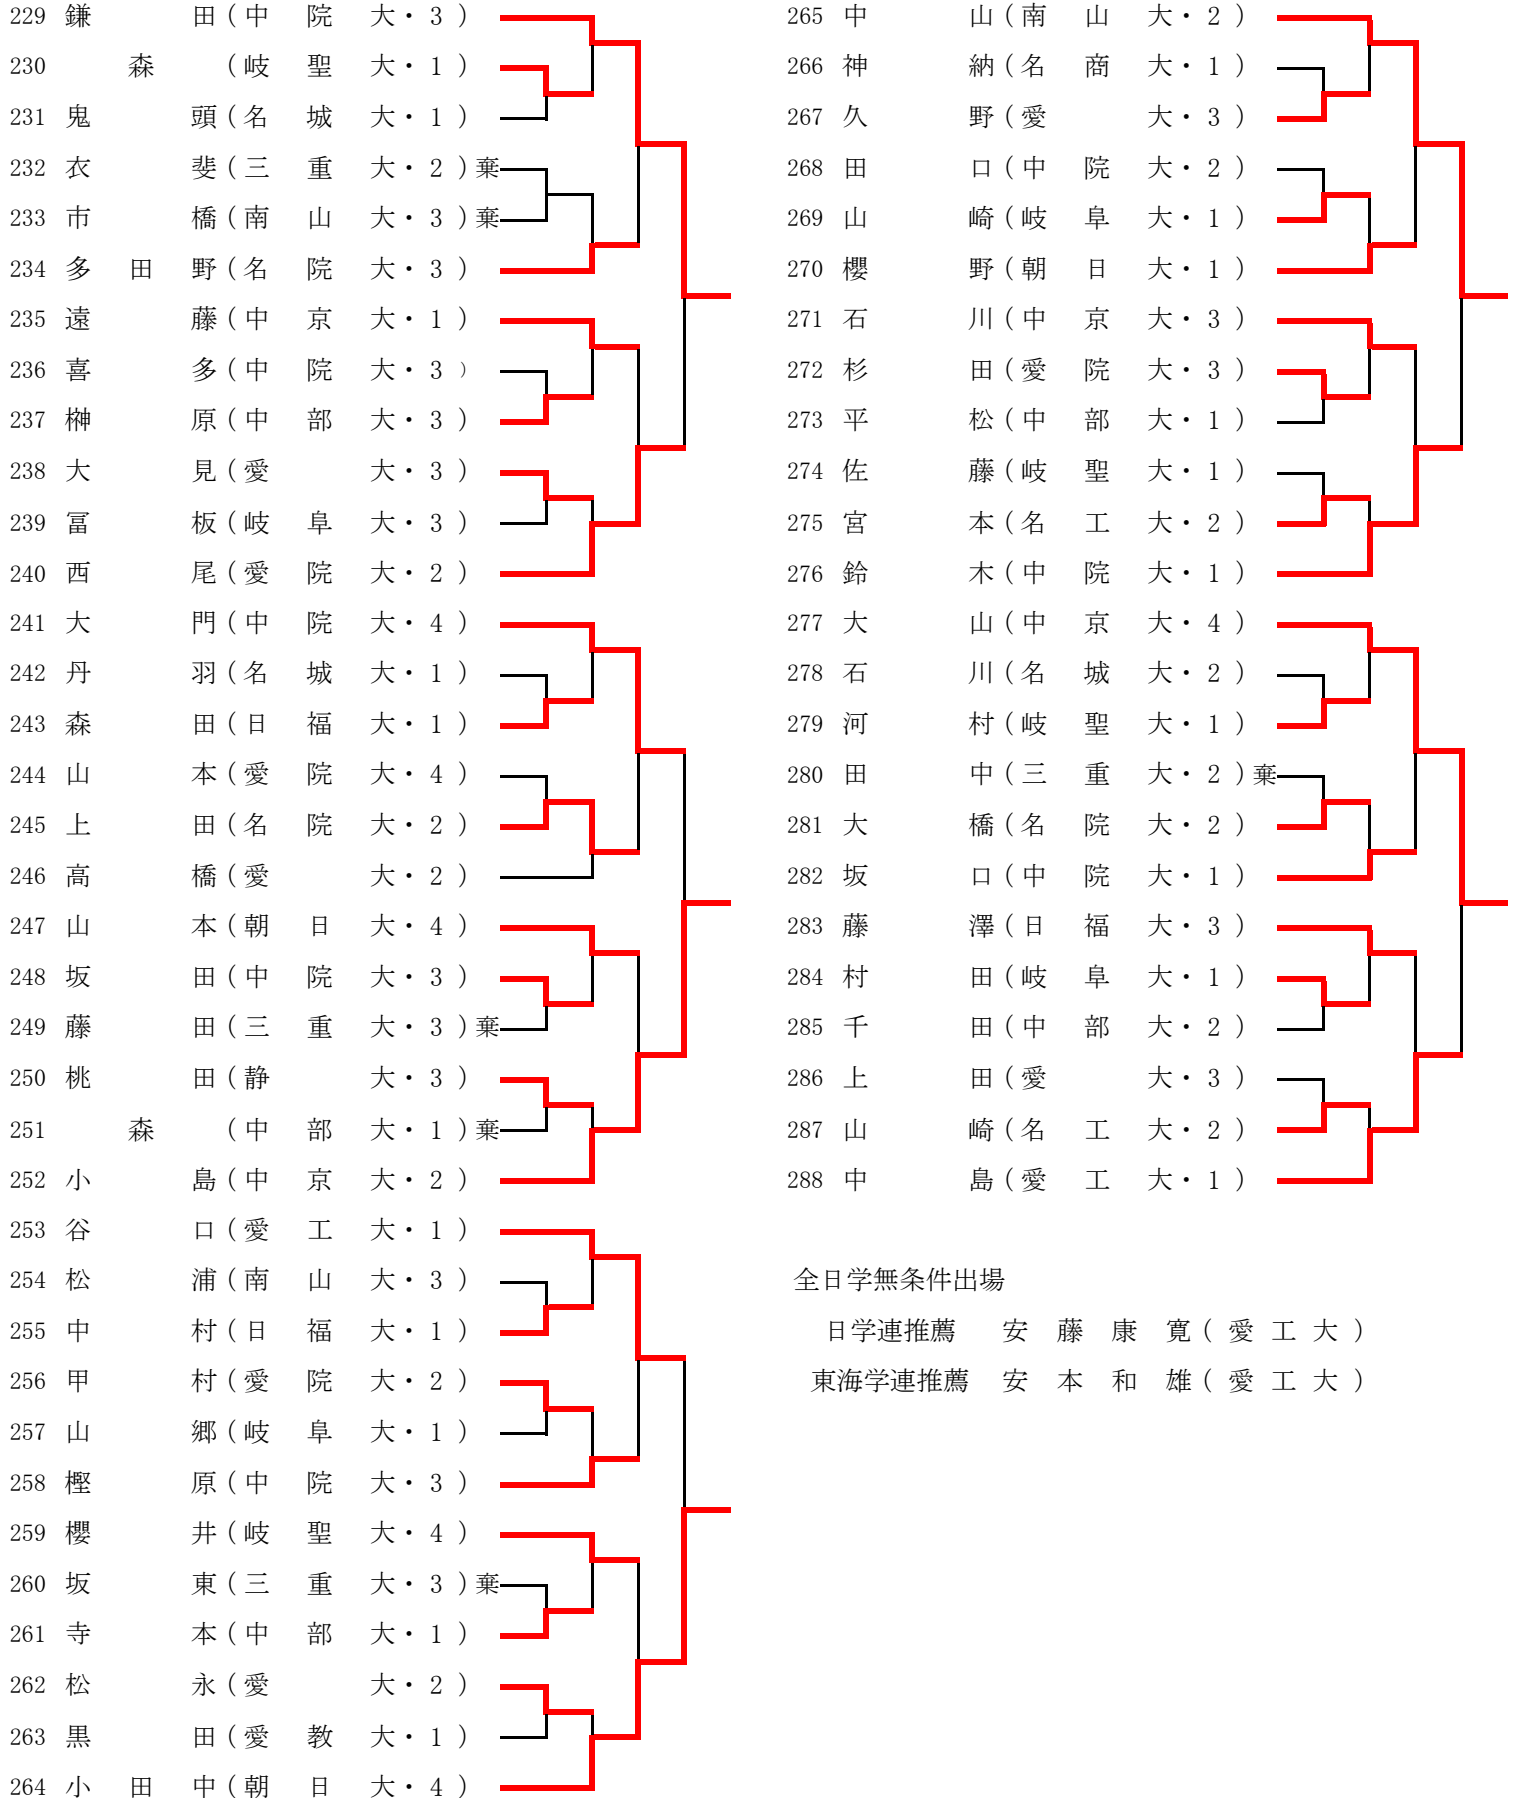 229 鎌田(中院大・3)
230 森(岐聖大・1)
231 鬼頭(名城大・1)
232 衣斐(三重大・2)棄
233 市橋(南山大・3)棄
234 多田野(名院大・3)
235 遠藤(中京大・1)
236 喜多(中院大・3)
237 榊原(中部大・3)
238 大見(愛大・3)
239 冨板(岐阜大・3)
240 西尾(愛院大・2)
241 大門(中院大・4)
242 丹羽(名城大・1)
243 森田(日福大・1)
244 山本(愛院大・4)
245 上田(名院大・2)
246 高橋(愛大・2)
247 山本(朝日大・4)
248 坂田(中院大・3)
249 藤田(三重大・3)棄
250 桃田(静大・3)
251 森(中部大・1)棄
252 小島(中京大・2)
253 谷口(愛工大・1)
254 松浦(南山大・3)
255 中村(日福大・1)
256 甲村(愛院大・2)
257 山郷(岐阜大・1)
258 樫原(中院大・3)
259 櫻井(岐聖大・4)
260 坂東(三重大・3)棄
261 寺本(中部大・1)
262 松永(愛大・2)
263 黒田(愛教大・1)
264 小田中(朝日大・4)
265 中山(南山大・2)
266 神納(名商大・1)
267 久野(愛大・3)
268 田口(中院大・2)
269 山崎(岐阜大・1)
270 櫻野(朝日大・1)
271 石川(中京大・3)
272 杉田(愛院大・3)
273 平松(中部大・1)
274 佐藤(岐聖大・1)
275 宮本(名工大・2)
276 鈴木(中院大・1)
277 大山(中京大・4)
278 石川(名城大・2)
279 河村(岐聖大・1)
280 田中(三重大・2)棄
281 大橋(名院大・2)
282 坂口(中院大・1)
283 藤澤(日福大・3)
284 村田(岐阜大・1)
285 千田(中部大・2)
286 上田(愛大・3)
287 山崎(名工大・2)
288 中島(愛工大・1)
全日学無条件出場
日学連推薦 安藤康寛(愛工大)
東海学連推薦 安本和雄(愛工大)